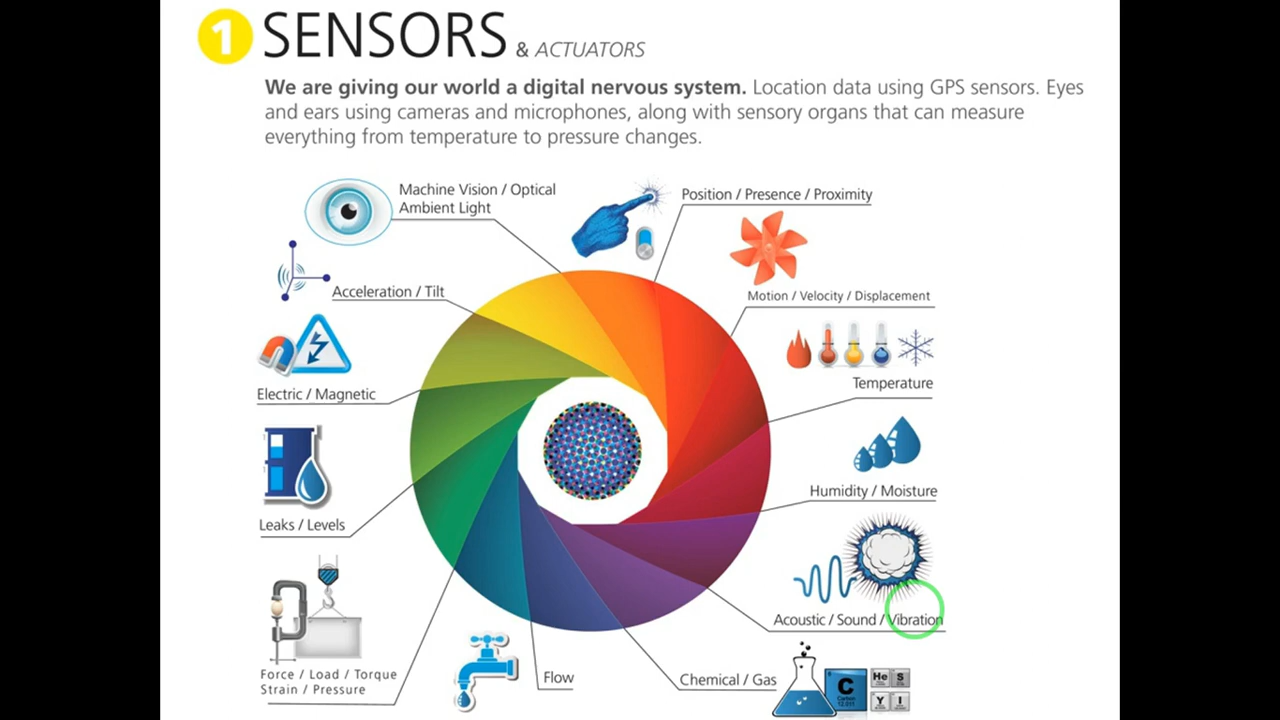 1 SENSORS & ACTUATORS
We are giving our world a digital nervous system. Location data using GPS sensors. Eyes
and ears using cameras and microphones, along with sensory organs that can measure
everything from temperature to pressure changes.
Machine Vision / Optical
Ambient Light
Position / Presence / Proximity
Acceleration / Tilt
Motion / Velocity / Displacement
Temperature
Electric / Magnetic
Humidity / Moisture
Leaks / Levels
Acoustic / Sound / Vibration
Force / Load / Torque
Strain / Pressure
Flow
Chemical / Gas
C
Carbon
12.011
He S
Y I